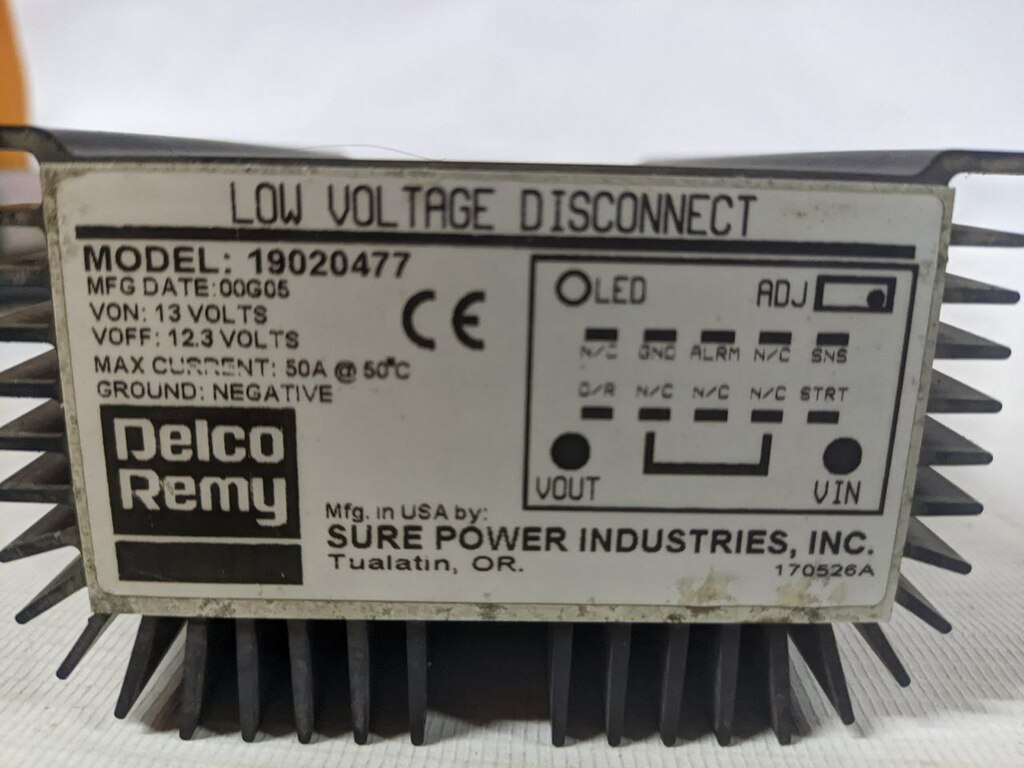 LOW VOLTAGE DISCONNECT
MODEL: 19020477
MFG DATE:00G05
VON: 13 VOLTS
VOFF: 12.3 VOLTS
MAX CURRENT: 50A @ 50°C
GROUND: NEGATIVE
CE
Delco
Remy
LED ADJ
N/C GND ALRM N/C SNS
O/R N/C N/C N/C STRT
VOUT VIN
Mfg. in USA by:
SURE POWER INDUSTRIES, INC.
Tualatin, OR.
170526A